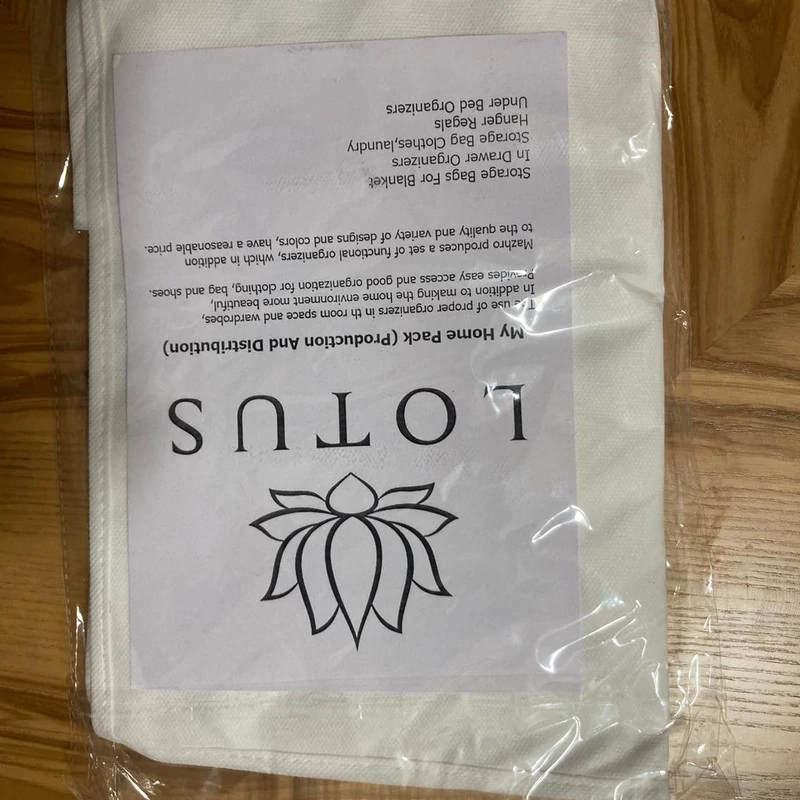 LOTUS
My Home Pack (Production And Distribution)
The use of proper organizers in th room space and wardrobes,
In addition to making the home environment more beautiful,
Provides easy access and good organization for clothing, bag and shoes.
Mazhro produces a set of functional organizers, which in addition
to the quality and variety of designs and colors, have a reasonable price.
Storage Bags For Blanket
In Drawer Organizers
Storage Bag Clothes,laundry
Hanger Regals
Under Bed Organizers